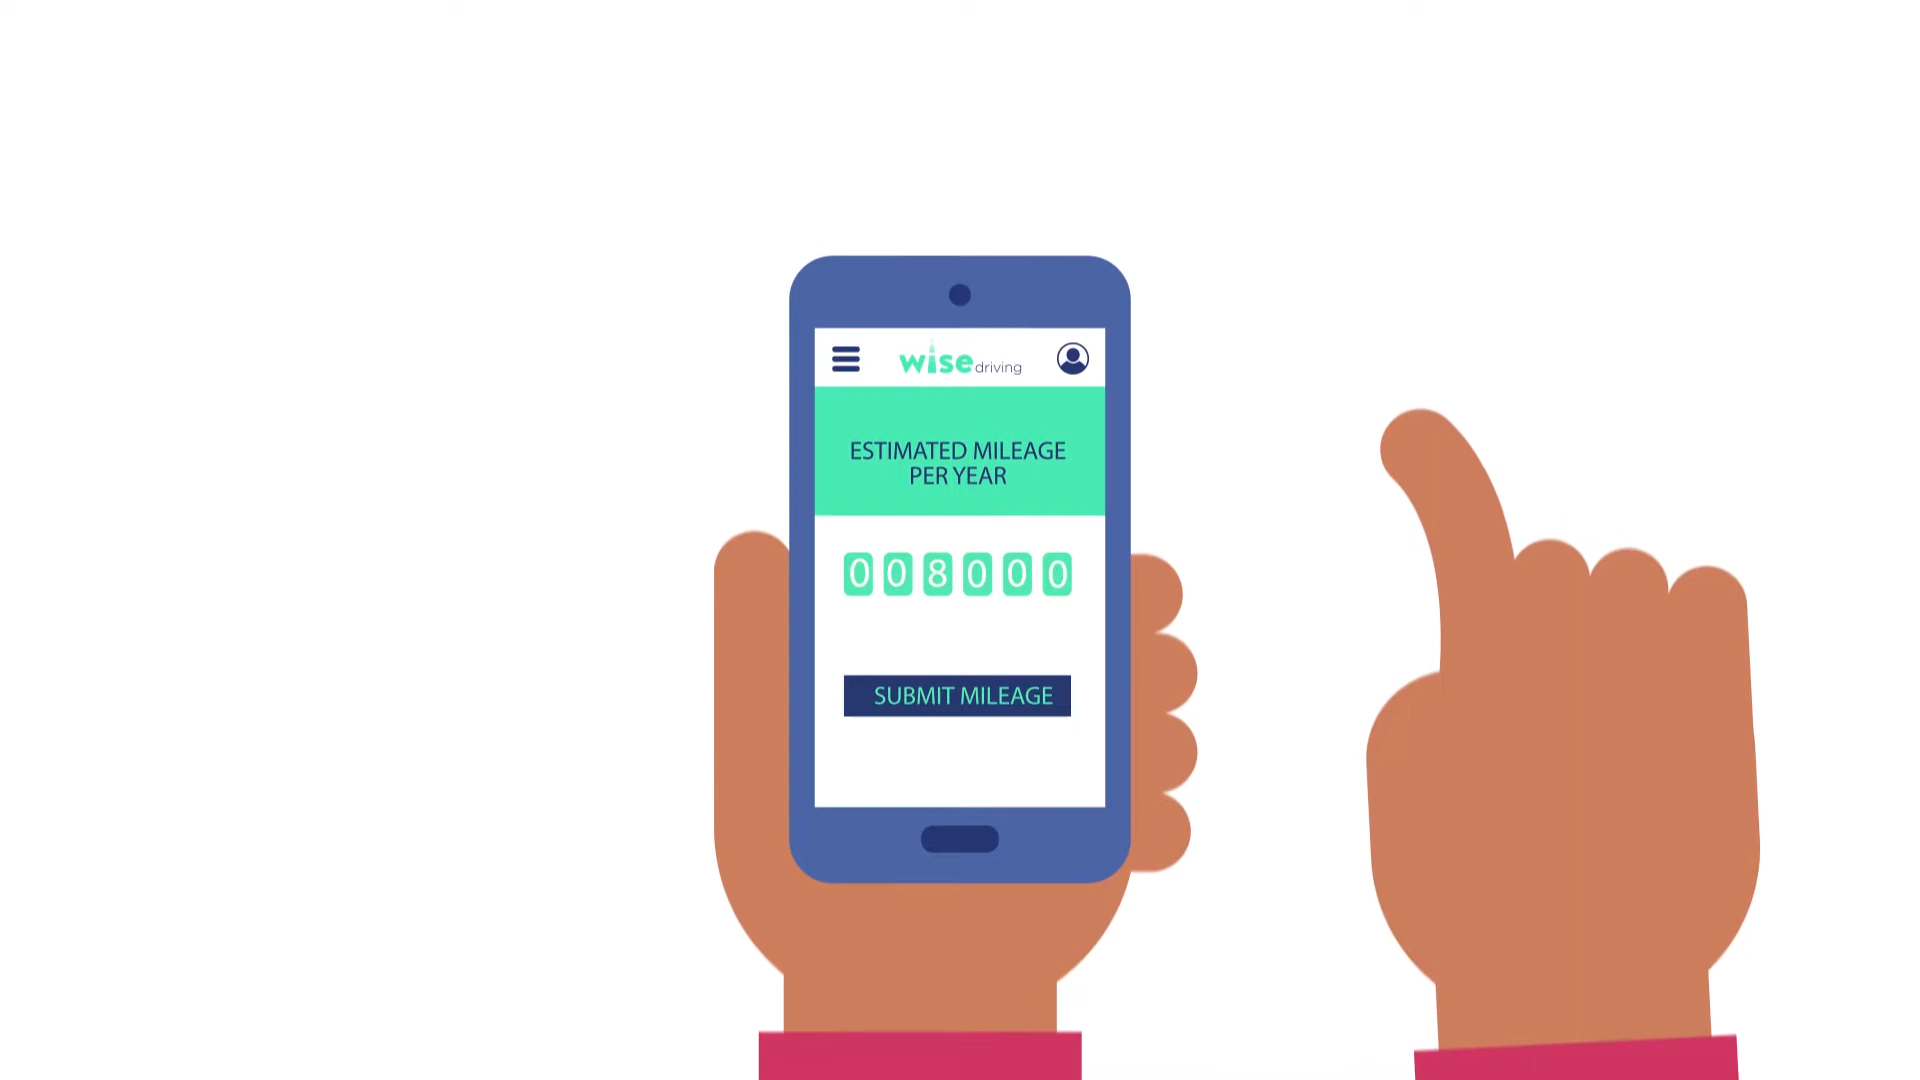 wise driving
ESTIMATED MILEAGE
PER YEAR
008000
SUBMIT MILEAGE